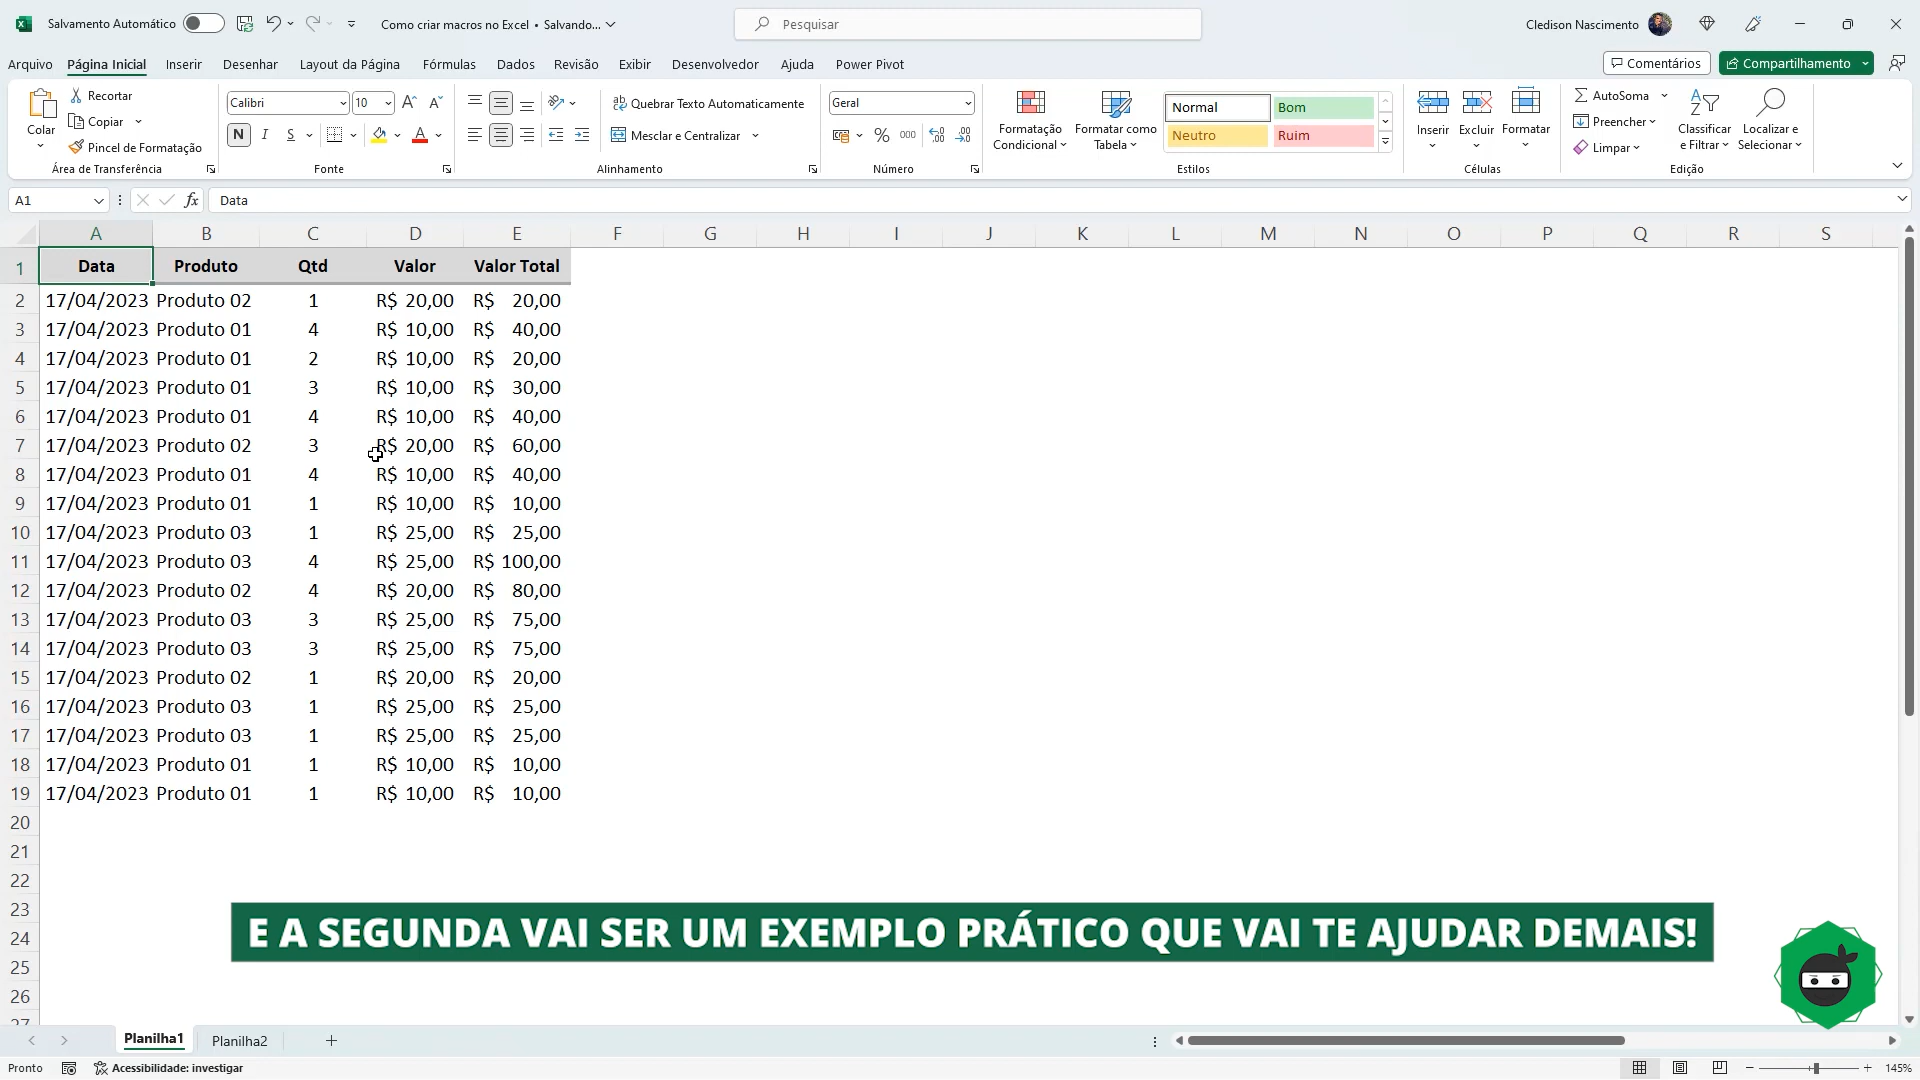 Salvamento Automático
Como criar macros no Excel • Salvando...
Pesquisar
Cledison Nascimento
Arquivo Página Inicial Inserir Desenhar Layout da Página Fórmulas Dados Revisão Exibir Desenvolvedor Ajuda Power Pivot
Comentários Compartilhamento
Colar
Recortar
Copiar
Pincel de Formatação
Área de Transferência
Calibri 10
N I S
Fonte
Quebrar Texto Automaticamente
Mesclar e Centralizar
Alinhamento
Geral
% 000
Número
Formatação Condicional
Formatar como Tabela
Normal Bom
Neutro Ruim
Estilos
Inserir Excluir Formatar
Células
AutoSoma
Preencher
Limpar
Classificar e Filtrar
Localizar e Selecionar
Edição
A1 fx Data
A B C D E F G H I J K L M N O P Q R S
1 Data Produto Qtd Valor Valor Total
2 17/04/2023 Produto 02 1 R$ 20,00 R$ 20,00
3 17/04/2023 Produto 01 4 R$ 10,00 R$ 40,00
4 17/04/2023 Produto 01 2 R$ 10,00 R$ 20,00
5 17/04/2023 Produto 01 3 R$ 10,00 R$ 30,00
6 17/04/2023 Produto 01 4 R$ 10,00 R$ 40,00
7 17/04/2023 Produto 02 3 R$ 20,00 R$ 60,00
8 17/04/2023 Produto 01 4 R$ 10,00 R$ 40,00
9 17/04/2023 Produto 01 1 R$ 10,00 R$ 10,00
10 17/04/2023 Produto 03 1 R$ 25,00 R$ 25,00
11 17/04/2023 Produto 03 4 R$ 25,00 R$ 100,00
12 17/04/2023 Produto 02 4 R$ 20,00 R$ 80,00
13 17/04/2023 Produto 03 3 R$ 25,00 R$ 75,00
14 17/04/2023 Produto 03 3 R$ 25,00 R$ 75,00
15 17/04/2023 Produto 02 1 R$ 20,00 R$ 20,00
16 17/04/2023 Produto 03 1 R$ 25,00 R$ 25,00
17 17/04/2023 Produto 03 1 R$ 25,00 R$ 25,00
18 17/04/2023 Produto 01 1 R$ 10,00 R$ 10,00
19 17/04/2023 Produto 01 1 R$ 10,00 R$ 10,00
20
21
22
23
24
25
26
27
E A SEGUNDA VAI SER UM EXEMPLO PRÁTICO QUE VAI TE AJUDAR DEMAIS!
Planilha1 Planilha2
Pronto Acessibilidade: investigar 145%